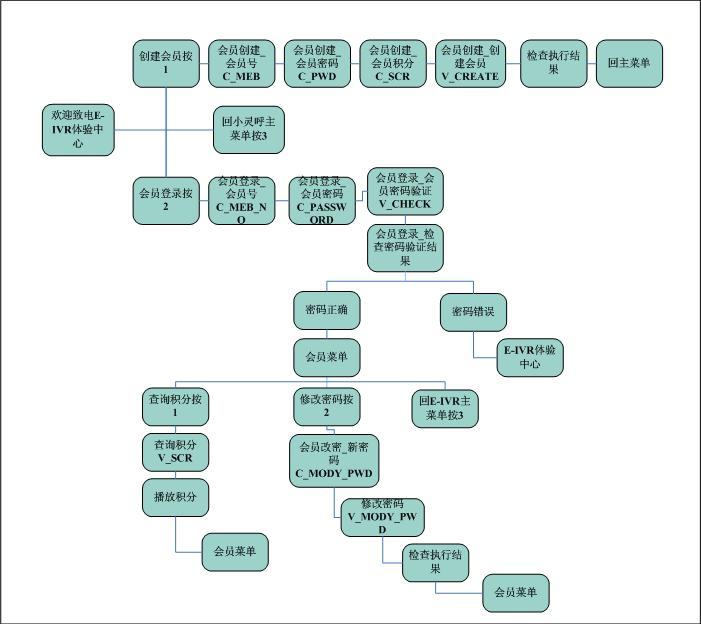 创建会员按
1
会员创建_
会员号
C_MEB
会员创建_
会员密码
C_PWD
会员创建_
会员积分
C_SCR
会员创建_创
建会员
V_CREATE
检查执行结
果
回主菜单
欢迎致电E-
IVR体验中
心
回小灵呼主
菜单按3
会员登录按
2
会员登录_
会员号
C_MEB_N
O
会员登录_
会员密码
C_PASSW
ORD
会员登录_会
员密码验证
V_CHECK
会员登录_检
查密码验证结
果
密码正确
密码错误
会员菜单
E-IVR体验
中心
查询积分按
1
修改密码按
2
回E-IVR主
菜单按3
查询积分
V_SCR
会员改密_新密
码
C_MODY_PWD
播放积分
修改密码
V_MODY_PW
D
会员菜单
检查执行结
果
会员菜单